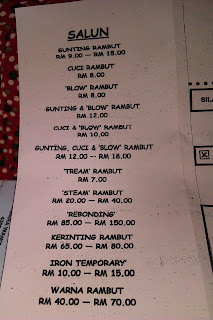 SALUN
GUNTING RAMBUT
RM 9.00 — RM 15.00
CUCI RAMBUT
RM 8.00
'BLOW' RAMBUT
RM 8.00
GUNTING & 'BLOW' RAMBUT
RM 12.00
CUCI & 'BLOW' RAMBUT
RM 10.00
GUNTING, CUCI & 'BLOW' RAMBUT
RM 12.00 — RM 18.00
'TREAM' RAMBUT
RM 7.00
'STEAM' RAMBUT
RM 20.00 — RM 40.00
'REBONDING'
RM 85.00 — RM 150.00
KERINTING RAMBUT
RM 65.00 — RM 80.00
IRON TEMPORARY'
RM 10.00 — RM 15.00
WARNA RAMBUT
RM 40.00 — RM 70.00